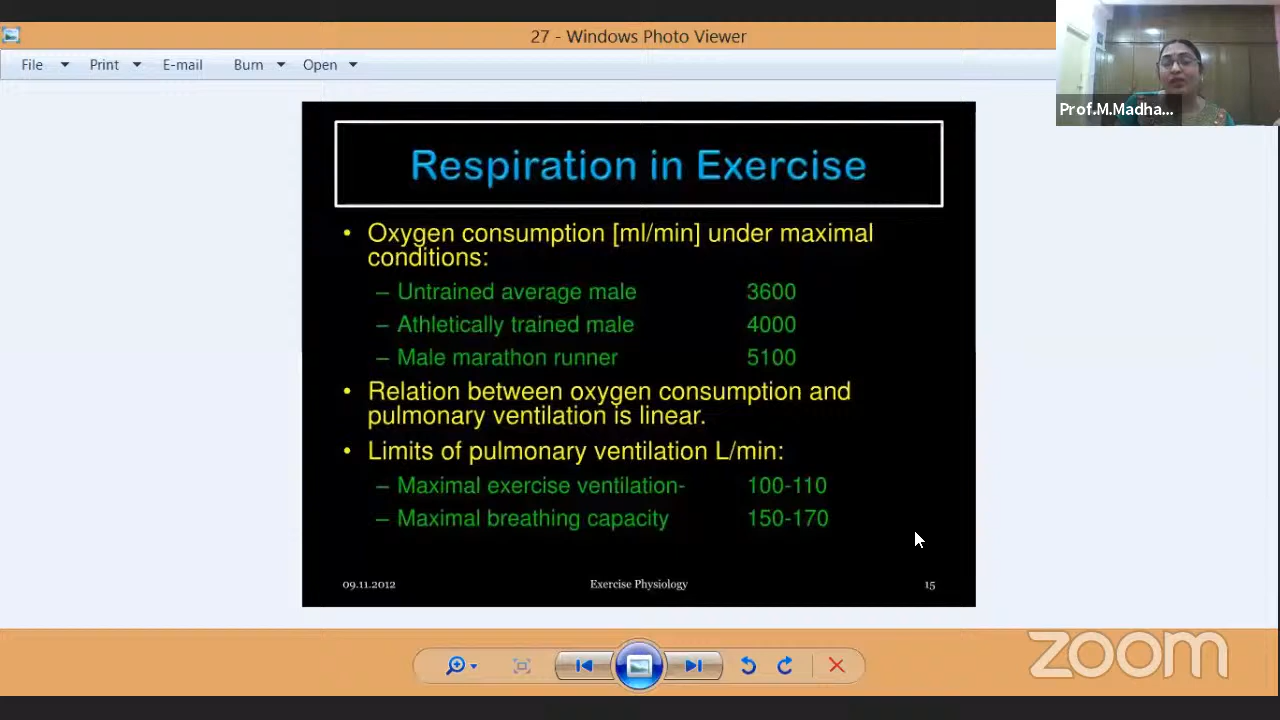 27 - Windows Photo Viewer
File Print E-mail Burn Open
Prof.M.Madha...
Respiration in Exercise
• Oxygen consumption [ml/min] under maximal
conditions:
– Untrained average male 3600
– Athletically trained male 4000
– Male marathon runner 5100
• Relation between oxygen consumption and
pulmonary ventilation is linear.
• Limits of pulmonary ventilation L/min:
– Maximal exercise ventilation- 100-110
– Maximal breathing capacity 150-170
09.11.2012 Exercise Physiology 15
zoom